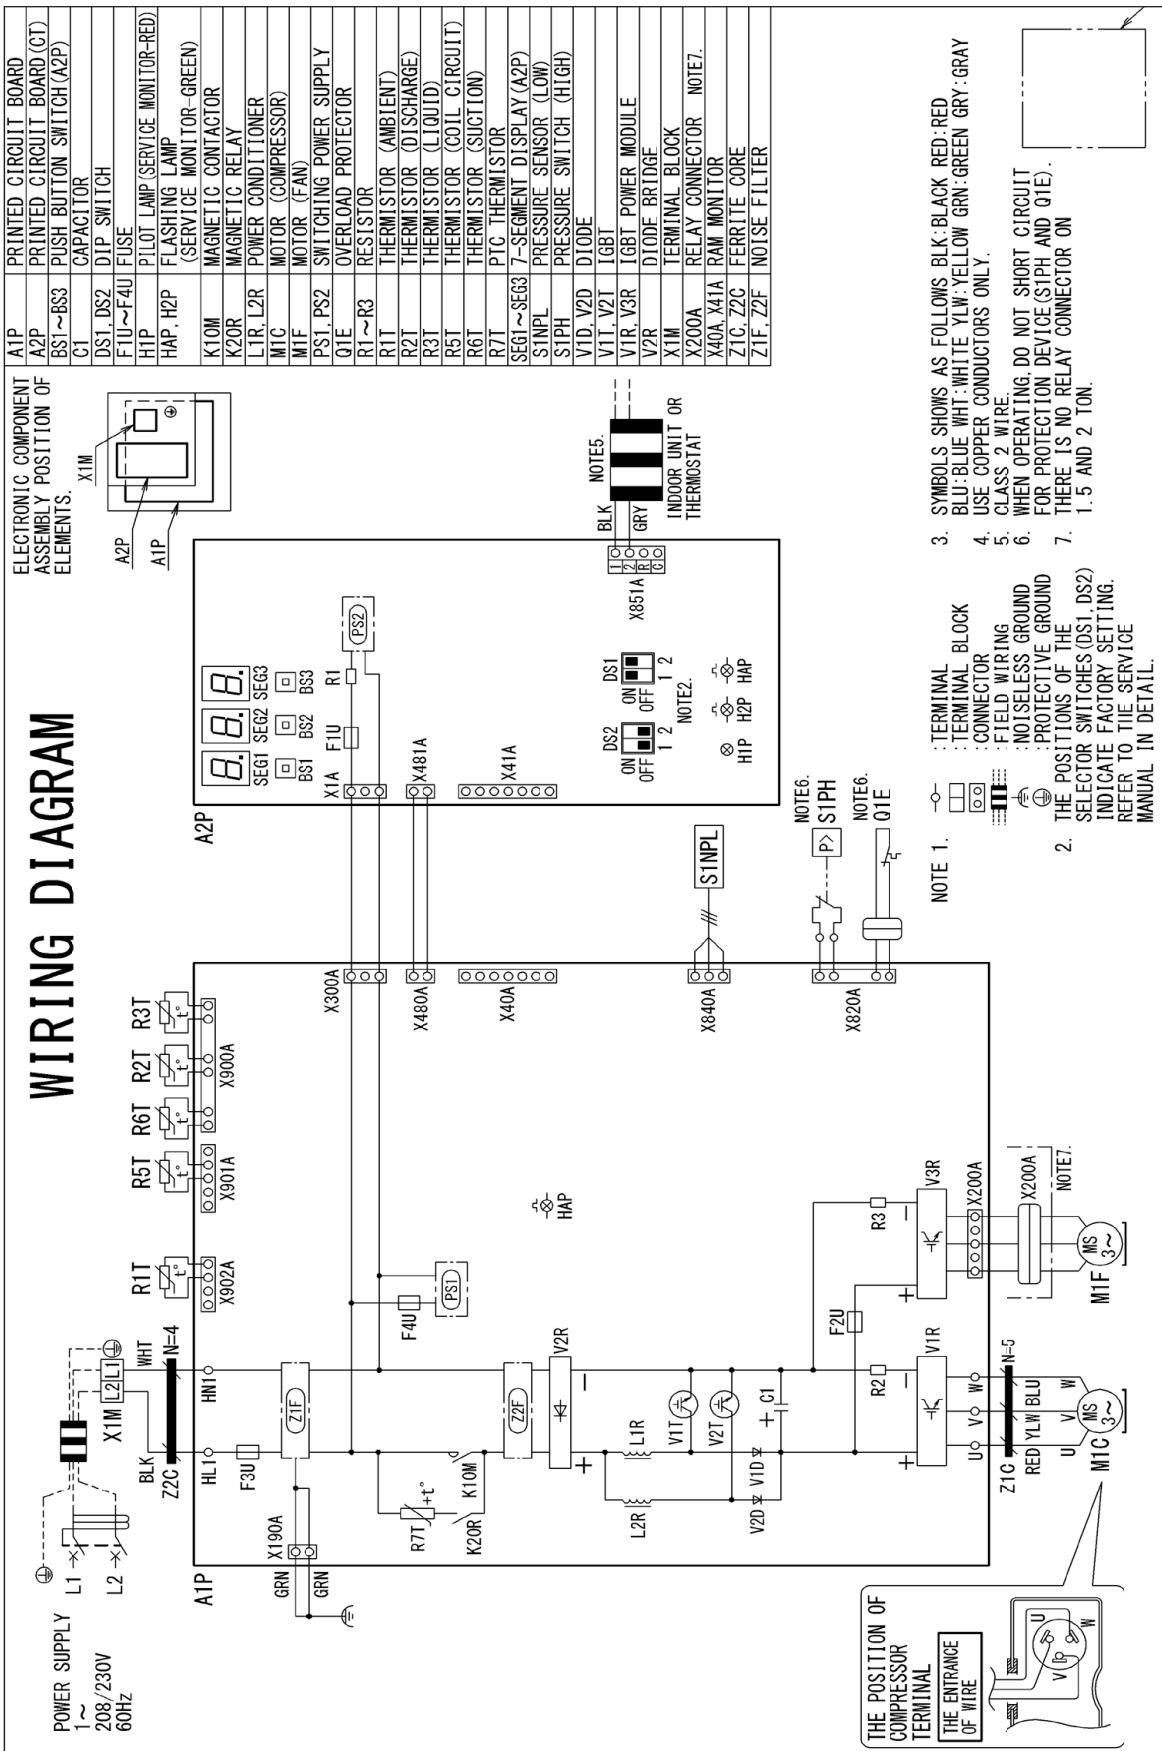 WIRING DIAGRAM
POWER SUPPLY
1~
208/230V
60Hz
L1
L2
X1M
L2 L1
BLK
WHT
Z2C
N=4
HL1
HN1
A1P
F3U
X190A
GRN
GRN
Z1F
R1T
t°
X902A
R5T
t°
X901A
R6T
t°
R2T
t°
R3T
t°
X900A
R7T
+t°
K10M
K20R
F4U
PS1
Z2F
V2R
L1R
L2R
V1T
V2T
V1D
V2D
C1
HAP
R2
R3
F2U
V1R
V3R
U
V
W
X200A
X200A
NOTE7.
Z1C
N=5
RED
YLW
BLU
U
V
W
M1C
MS
3~
M1F
MS
3~
X300A
X480A
X40A
X840A
S1NPL
X820A
NOTE6.
S1PH
P>
NOTE6.
Q1E
A2P
SEG1
SEG2
SEG3
BS1
BS2
BS3
X1A
F1U
R1
PS2
X481A
X41A
DS2
ON
OFF
1 2
DS1
ON
OFF
1 2
NOTE2.
H1P
H2P
HAP
X851A
1
2
R
C
BLK
GRY
NOTE5.
INDOOR UNIT OR
THERMOSTAT
THE POSITION OF
COMPRESSOR
TERMINAL
THE ENTRANCE
OF WIRE
U
V
W
ELECTRONIC COMPONENT
ASSEMBLY POSITION OF
ELEMENTS.
X1M
A2P
A1P
A1P PRINTED CIRCUIT BOARD
A2P PRINTED CIRCUIT BOARD(CT)
BS1~BS3 PUSH BUTTON SWITCH(A2P)
C1 CAPACITOR
DS1, DS2 DIP SWITCH
F1U~F4U FUSE
H1P PILOT LAMP(SERVICE MONITOR-RED)
HAP, H2P FLASHING LAMP
(SERVICE MONITOR-GREEN)
K10M MAGNETIC CONTACTOR
K20R MAGNETIC RELAY
L1R, L2R POWER CONDITIONER
M1C MOTOR (COMPRESSOR)
M1F MOTOR (FAN)
PS1, PS2 SWITCHING POWER SUPPLY
Q1E OVERLOAD PROTECTOR
R1~R3 RESISTOR
R1T THERMISTOR (AMBIENT)
R2T THERMISTOR (DISCHARGE)
R3T THERMISTOR (LIQUID)
R5T THERMISTOR (COIL CIRCUIT)
R6T THERMISTOR (SUCTION)
R7T PTC THERMISTOR
SEG1~SEG3 7-SEGMENT DISPLAY(A2P)
S1NPL PRESSURE SENSOR (LOW)
S1PH PRESSURE SWITCH (HIGH)
V1D, V2D DIODE
V1T, V2T IGBT
V1R, V3R IGBT POWER MODULE
V2R DIODE BRIDGE
X1M TERMINAL BLOCK
X200A RELAY CONNECTOR NOTE7.
X40A, X41A RAM MONITOR
Z1C, Z2C FERRITE CORE
Z1F, Z2F NOISE FILTER
NOTE 1. :TERMINAL
:TERMINAL BLOCK
:CONNECTOR
:FIELD WIRING
:NOISELESS GROUND
:PROTECTIVE GROUND
2. THE POSITIONS OF THE
SELECTOR SWITCHES(DS1, DS2)
INDICATE FACTORY SETTING.
REFER TO THE SERVICE
MANUAL IN DETAIL.
3. SYMBOLS SHOWS AS FOLLOWS BLK:BLACK RED:RED
BLU:BLUE WHT:WHITE YLW:YELLOW GRN:GREEN GRY:GRAY
4. USE COPPER CONDUCTORS ONLY.
5. CLASS 2 WIRE.
6. WHEN OPERATING, DO NOT SHORT CIRCUIT
FOR PROTECTION DEVICE(S1PH AND Q1E).
7. THERE IS NO RELAY CONNECTOR ON
1.5 AND 2 TON.